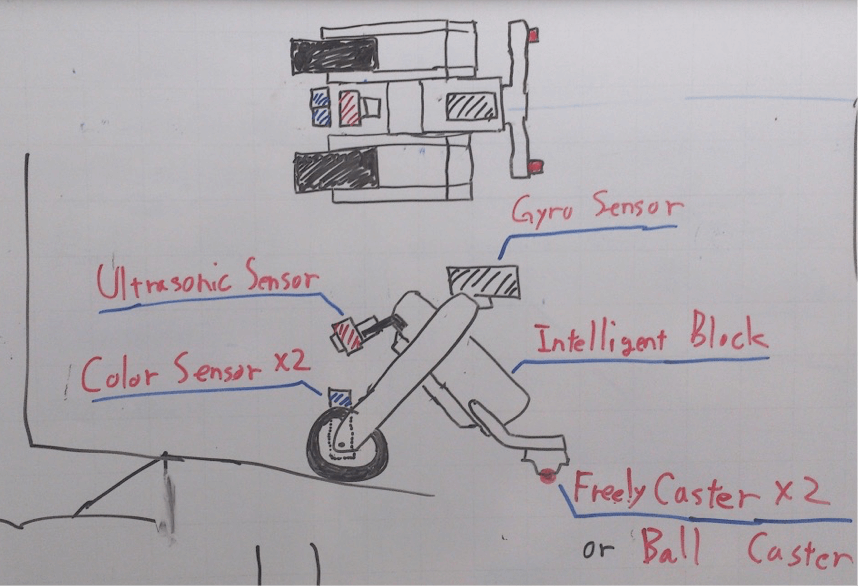 Gyro Sensor
Ultrasonic Sensor
Intelligent Block
Color Sensor X2
Freely Caster X2
or Ball Caster